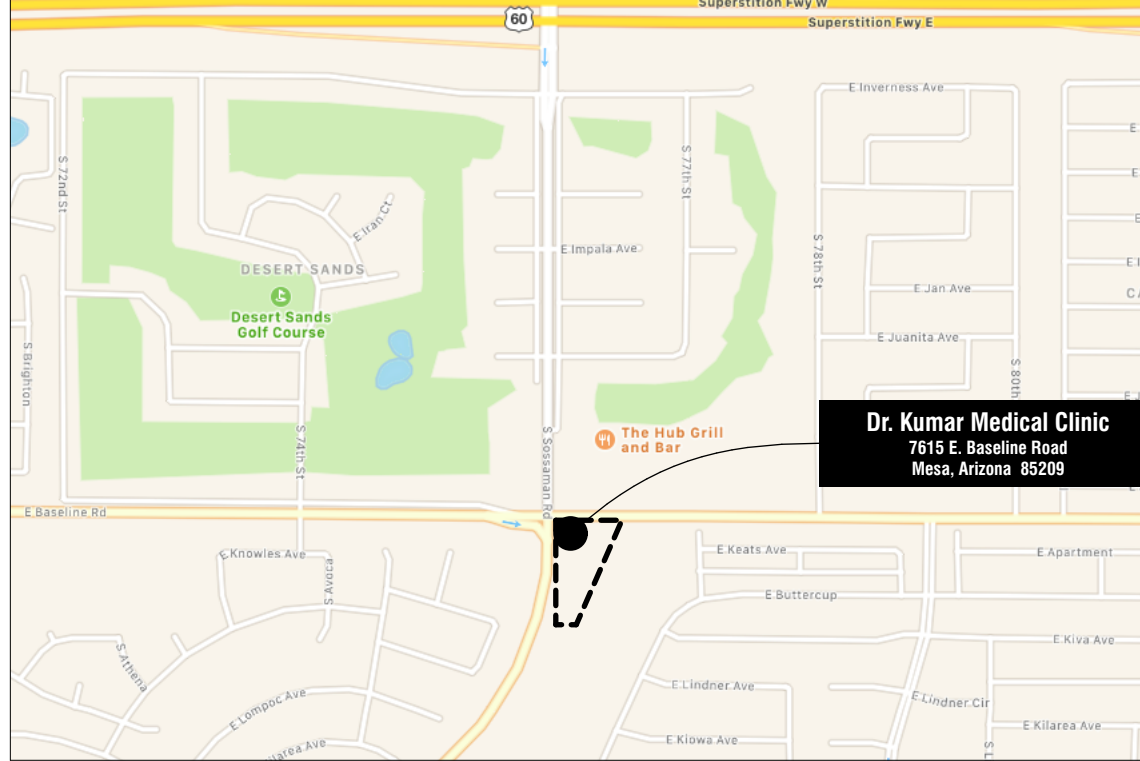 Superstition Fwy W
60
Superstition Fwy E
E Inverness Ave
S 72nd St
S 77th St
E Iran Ct
E Impala Ave
S 78th St
DESERT SANDS
Desert Sands
Golf Course
E Jan Ave
E Juanita Ave
S Brighton
S 80th
S 74th St
The Hub Grill
and Bar
S Sossaman Rd
Dr. Kumar Medical Clinic
7615 E. Baseline Road
Mesa, Arizona 85209
E Baseline Rd
E Knowles Ave
S Avoca
E Keats Ave
E Apartment
E Buttercup
S Athena
E Kiva Ave
E Lindner Ave
E Lindner Cir
E Lompoc Ave
E Kilarea Ave
E Kiowa Ave